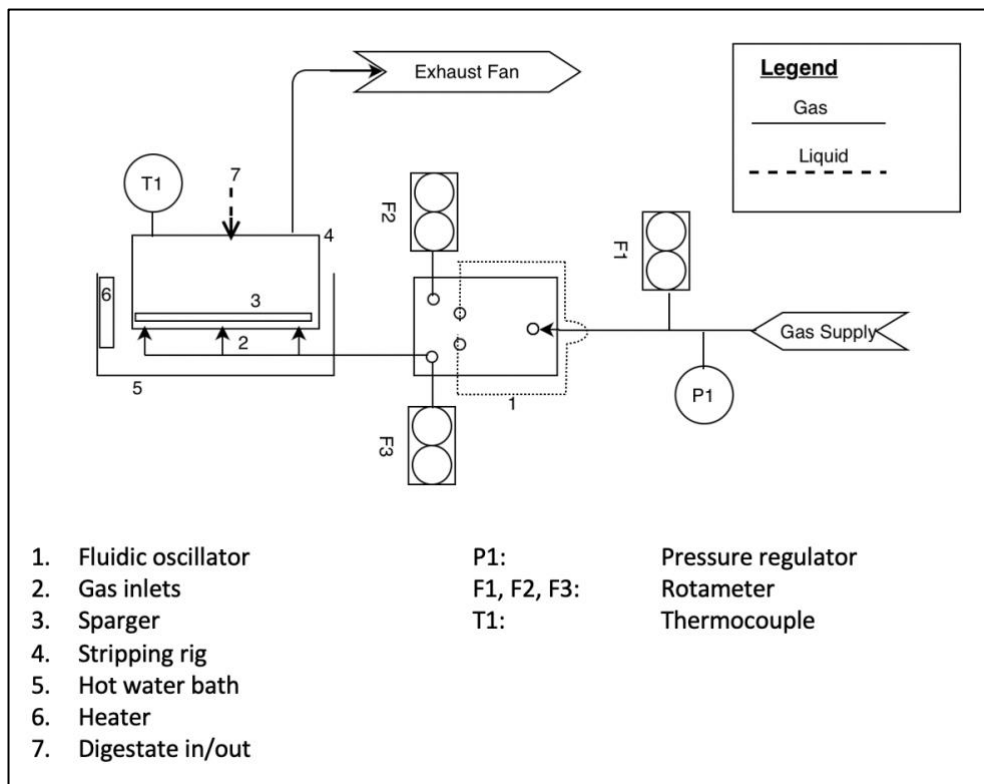 Exhaust Fan
Legend
Gas
Liquid
T1
7
F2
F1
4
6
3
2
Gas Supply
5
1
P1
F3
1. Fluidic oscillator
2. Gas inlets
3. Sparger
4. Stripping rig
5. Hot water bath
6. Heater
7. Digestate in/out
P1: Pressure regulator
F1, F2, F3: Rotameter
T1: Thermocouple